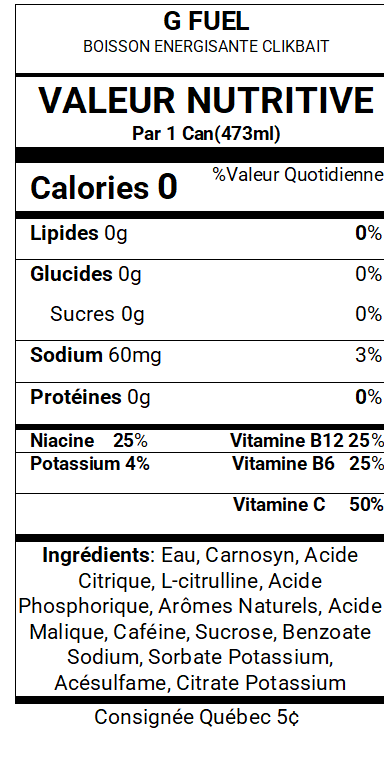 G FUEL
BOISSON ENERGISANTE CLIKBAIT
VALEUR NUTRITIVE
Par 1 Can(473ml)
%Valeur Quotidienne
Calories 0
Lipides 0g 0%
Glucides 0g 0%
Sucres 0g 0%
Sodium 60mg 3%
Protéines 0g 0%
Niacine 25% Vitamine B12 25%
Potassium 4% Vitamine B6 25%
Vitamine C 50%
Ingrédients: Eau, Carnosyn, Acide
Citrique, L-citrulline, Acide
Phosphorique, Arômes Naturels, Acide
Malique, Caféine, Sucrose, Benzoate
Sodium, Sorbate Potassium,
Acésulfame, Citrate Potassium
Consignée Québec 5¢